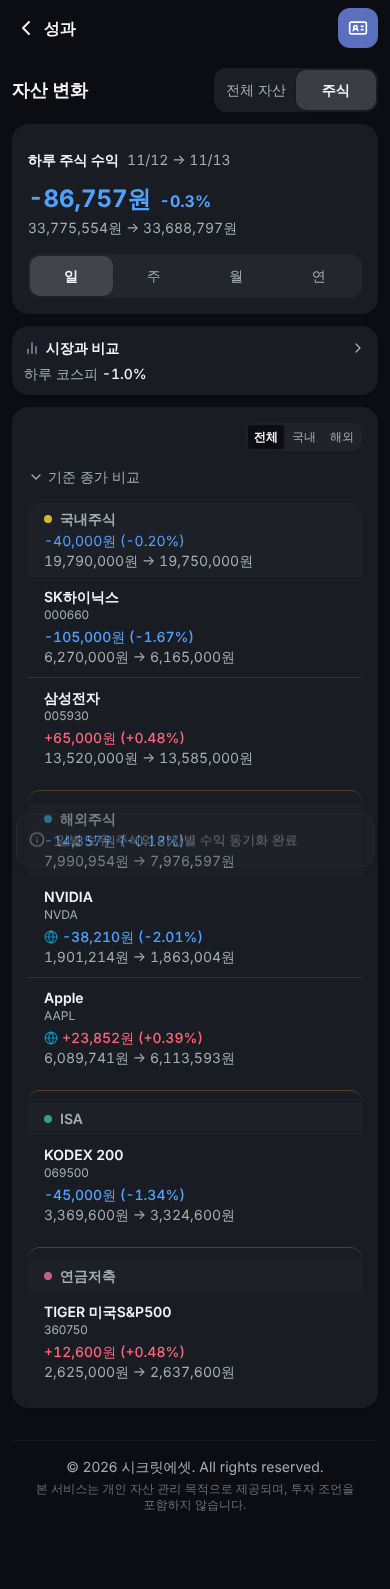 성과
자산 변화
전체 자산 주식
하루 주식 수익 11/12 → 11/13
-86,757원 -0.3%
33,775,554원 → 33,688,797원
일 주 월 연
시장과 비교
하루 코스피 -1.0%
전체 국내 해외
기준 종가 비교
국내주식
-40,000원 (-0.20%)
19,790,000원 → 19,750,000원
SK하이닉스
000660
-105,000원 (-1.67%)
6,270,000원 → 6,165,000원
삼성전자
005930
+65,000원 (+0.48%)
13,520,000원 → 13,585,000원
해외주식
-14,357원 (-0.18%)
수익 동기화 완료
7,990,954원 → 7,976,597원
NVIDIA
NVDA
-38,210원 (-2.01%)
1,901,214원 → 1,863,004원
Apple
AAPL
+23,852원 (+0.39%)
6,089,741원 → 6,113,593원
ISA
KODEX 200
069500
-45,000원 (-1.34%)
3,369,600원 → 3,324,600원
연금저축
TIGER 미국S&P500
360750
+12,600원 (+0.48%)
2,625,000원 → 2,637,600원
© 2026 시크릿에셋. All rights reserved.
본 서비스는 개인 자산 관리 목적으로 제공되며, 투자 조언을
포함하지 않습니다.